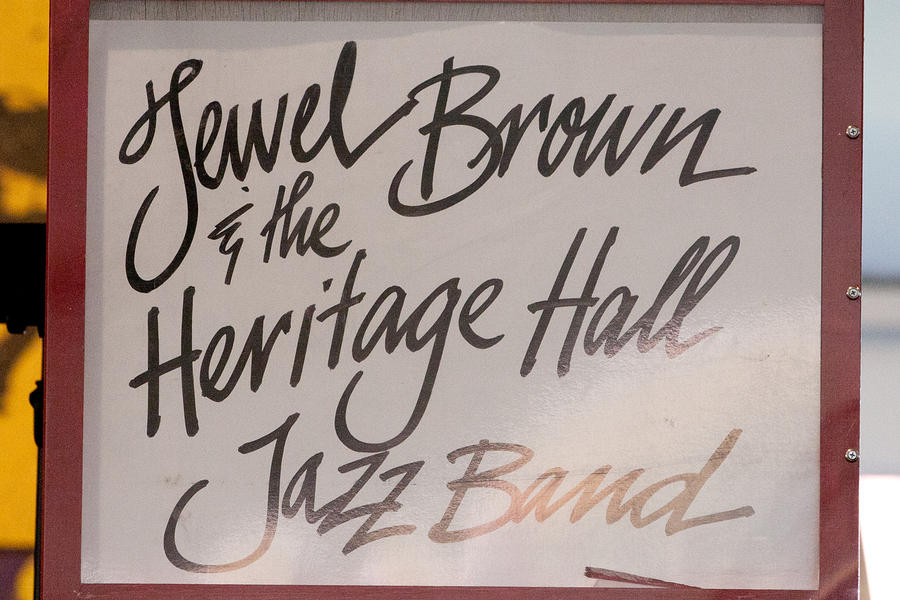 Jewel Brown
& the
Heritage Hall
Jazz Band